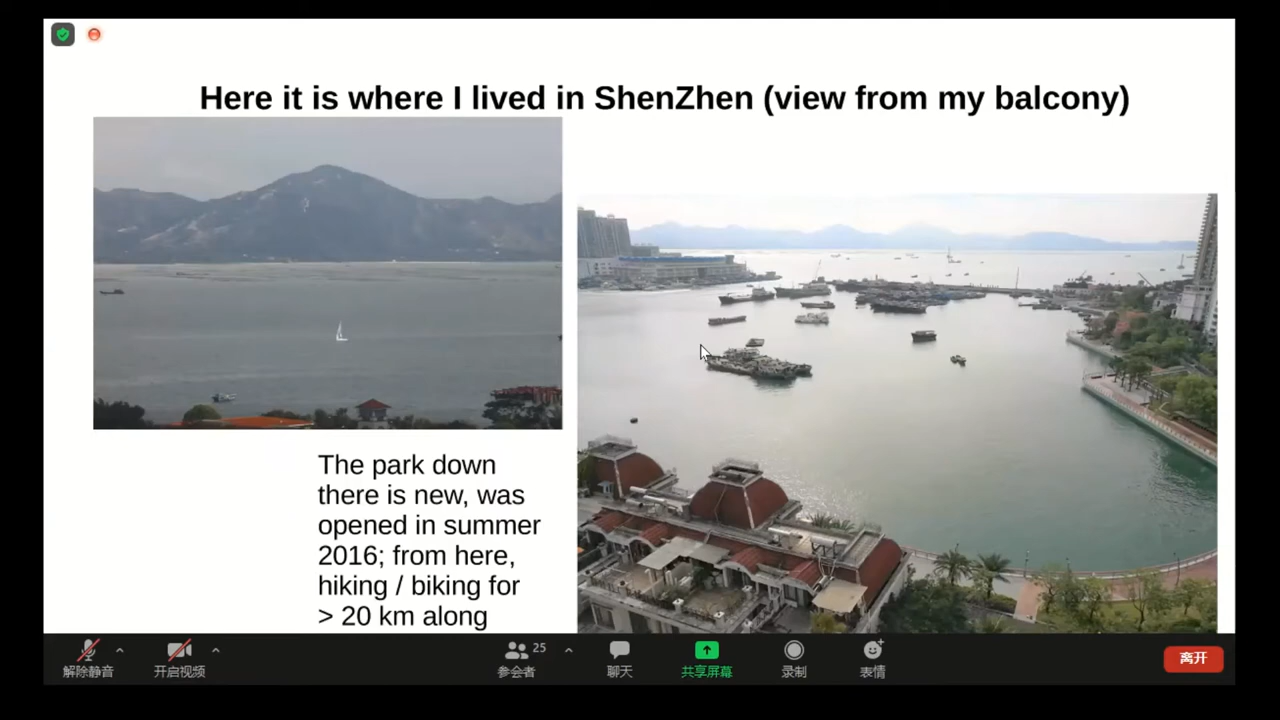 Here it is where I lived in ShenZhen (view from my balcony)
The park down
there is new, was
opened in summer
2016; from here,
hiking / biking for
> 20 km along
解除静音
开启视频
25
参会者
聊天
共享屏幕
录制
表情
离开